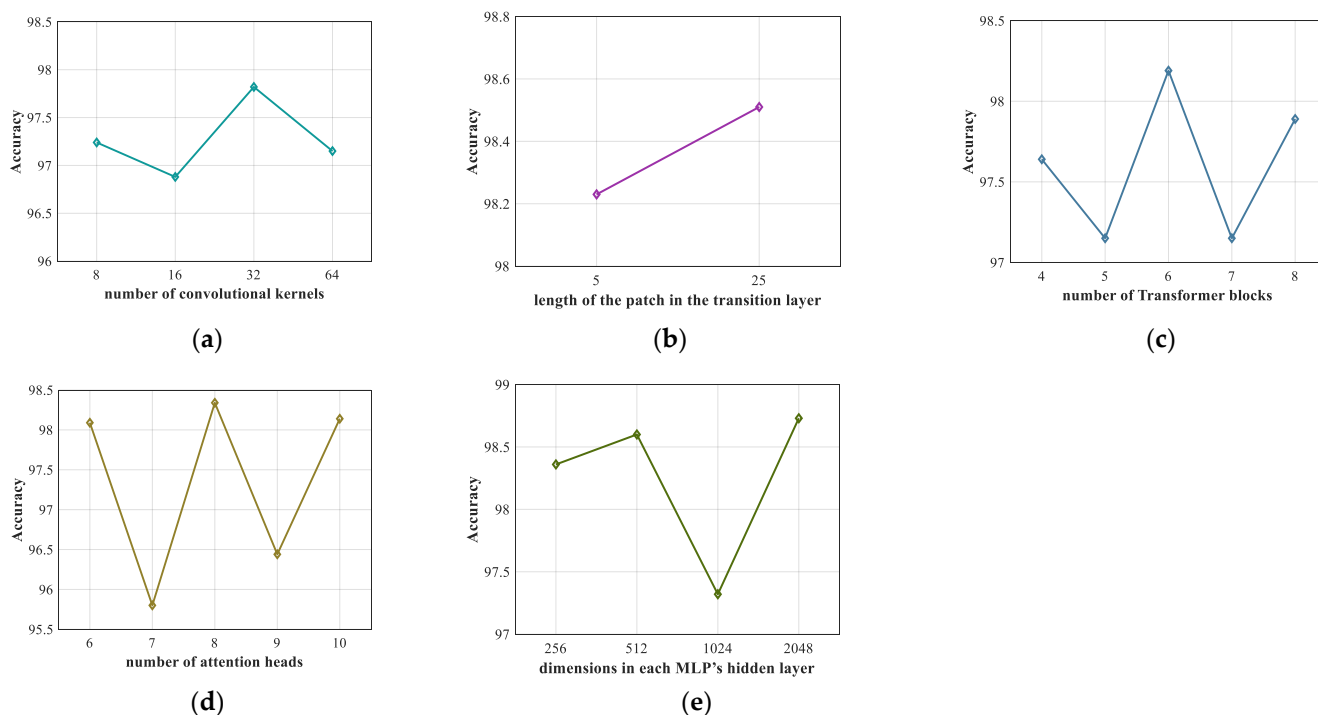 98.5
98
97.5
97
96.5
96
Accuracy
8 16 32 64
number of convolutional kernels
(a)
98.8
98.6
98.4
98.2
98
Accuracy
5 25
length of the patch in the transition layer
(b)
98.5
98
97.5
97
Accuracy
4 5 6 7 8
number of Transformer blocks
(c)
98.5
98
97.5
97
96.5
96
95.5
Accuracy
6 7 8 9 10
number of attention heads
(d)
99
98.5
98
97.5
97
Accuracy
256 512 1024 2048
dimensions in each MLP's hidden layer
(e)